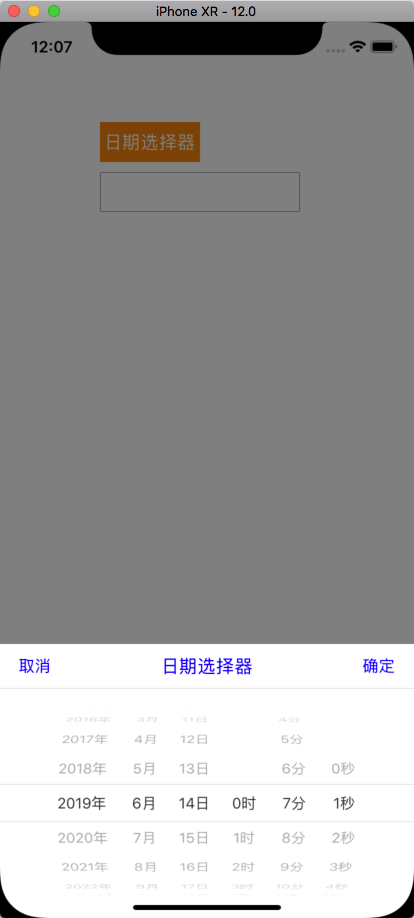 iPhone XR - 12.0
12:07
日期选择器
取消 日期选择器 确定
2016年 3月 11日 4分
2017年 4月 12日 5分
2018年 5月 13日 6分 0秒
2019年 6月 14日 0时 7分 1秒
2020年 7月 15日 1时 8分 2秒
2021年 8月 16日 2时 9分 3秒
2022年 9月 17日 3时 10分 4秒